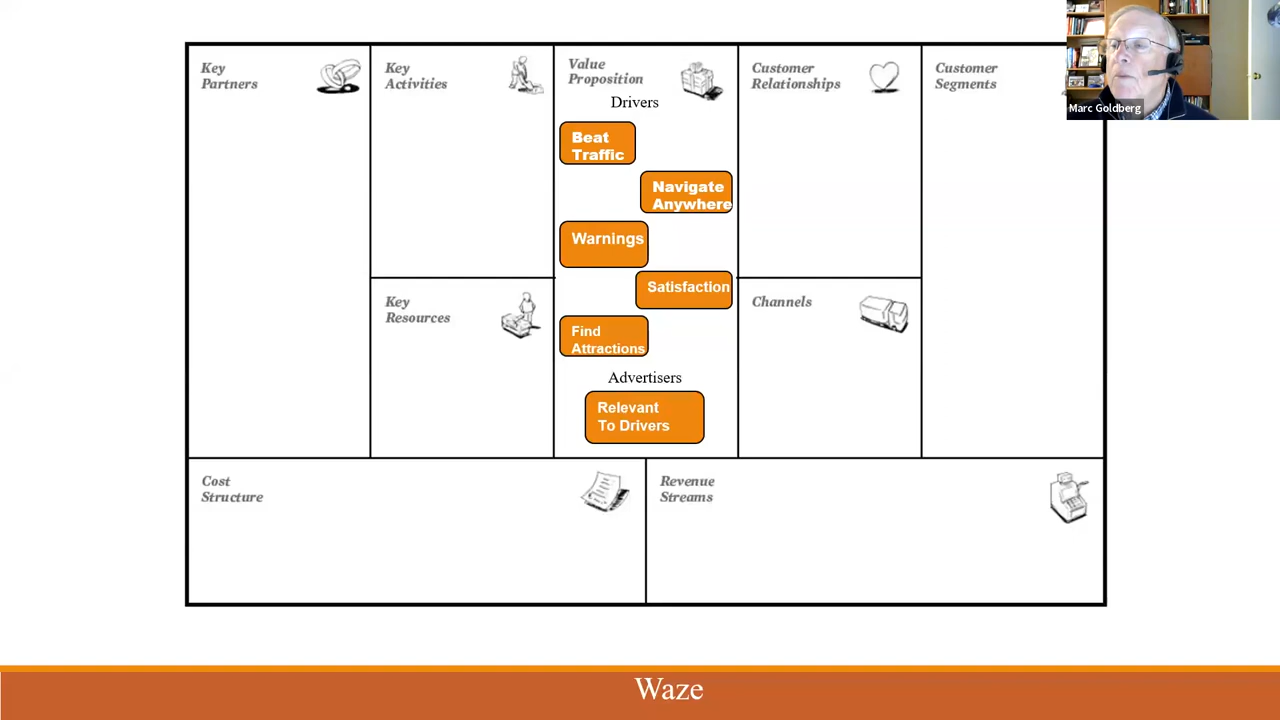 Key
Partners
Key
Activities
Value
Proposition
Drivers
Beat
Traffic
Navigate
Anywhere
Warnings
Satisfaction
Find
Attractions
Advertisers
Relevant
To Drivers
Key
Resources
Customer
Relationships
Channels
Customer
Segments
Marc Goldberg
Cost
Structure
Revenue
Streams
Waze